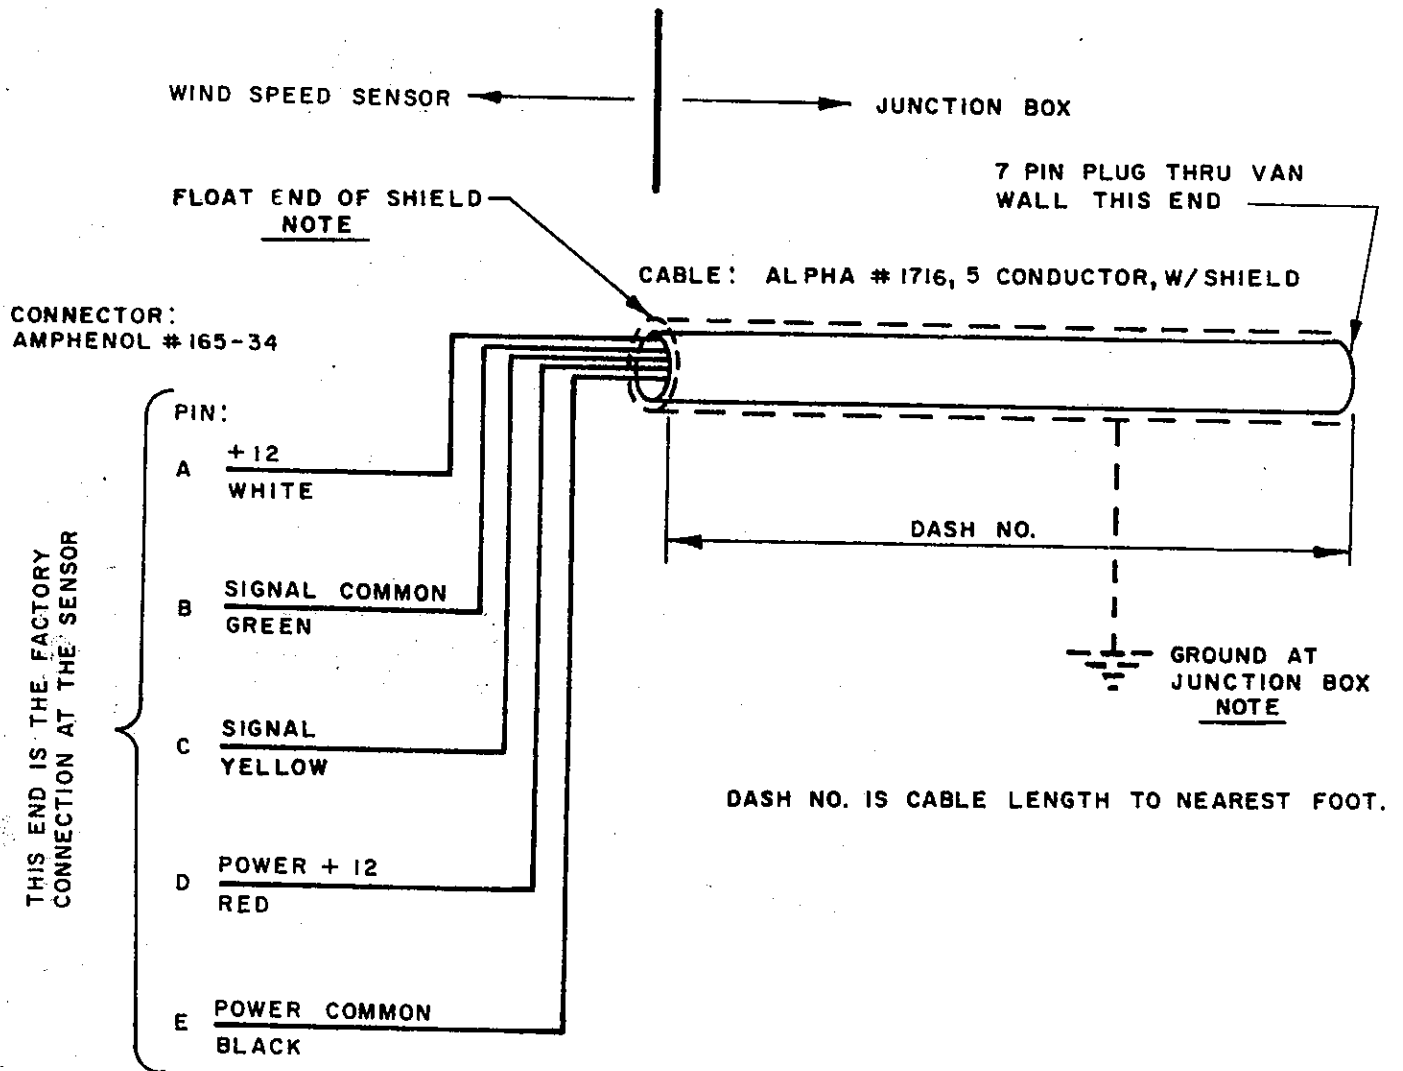 WIND SPEED SENSOR
JUNCTION BOX
7 PIN PLUG THRU VAN
WALL THIS END
FLOAT END OF SHIELD
NOTE
CABLE: ALPHA # 1716, 5 CONDUCTOR, W/ SHIELD
CONNECTOR:
AMPHENOL # 165-34
PIN:
A
+12
WHITE
B
SIGNAL COMMON
GREEN
C
SIGNAL
YELLOW
D
POWER + 12
RED
E
POWER COMMON
BLACK
THIS END IS THE FACTORY
CONNECTION AT THE SENSOR
DASH NO.
GROUND AT
JUNCTION BOX
NOTE
DASH NO. IS CABLE LENGTH TO NEAREST FOOT.